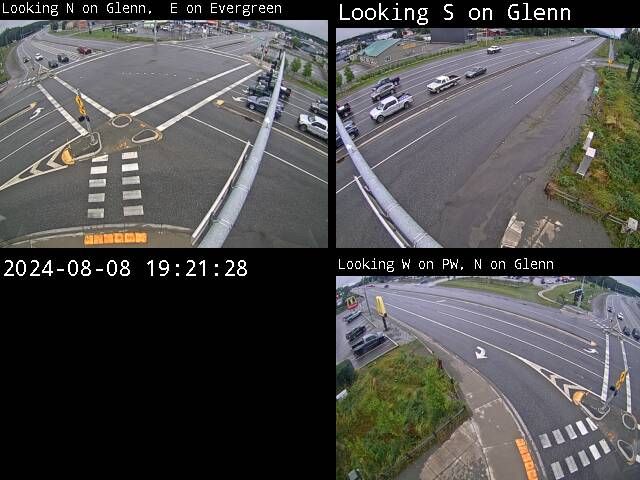 Looking N on Glenn, E on Evergreen
Looking S on Glenn
2024-08-08 19:21:28
Looking W on PW, N on Glenn